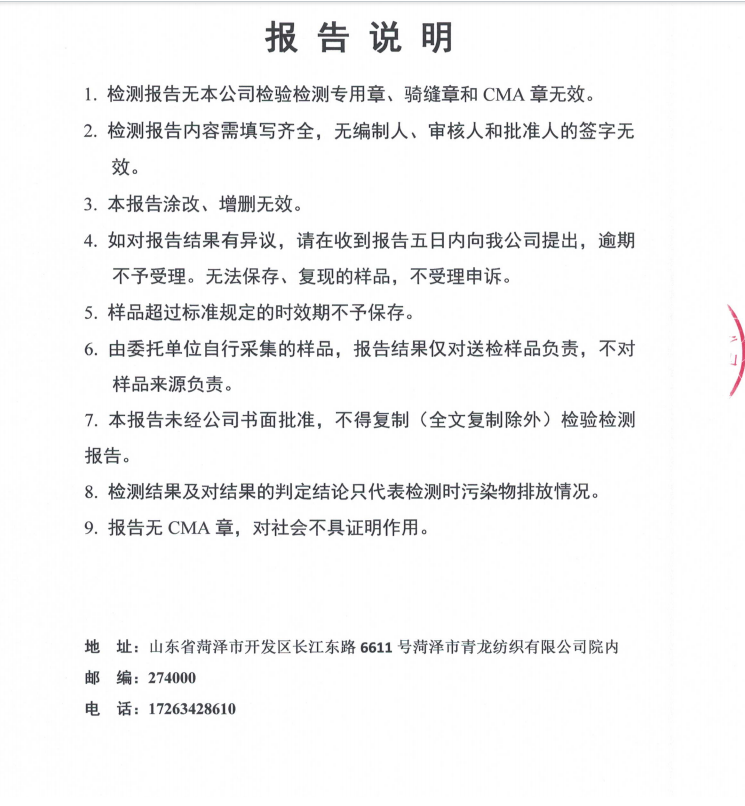 报告说明
1. 检测报告无本公司检验检测专用章、骑缝章和 CMA 章无效。
2. 检测报告内容需填写齐全，无编制人、审核人和批准人的签字无
效。
3. 本报告涂改、增删无效。
4. 如对报告结果有异议，请在收到报告五日内向我公司提出，逾期
不予受理。无法保存、复现的样品，不受理申诉。
5. 样品超过标准规定的时效期不予保存。
6. 由委托单位自行采集的样品，报告结果仅对送检样品负责，不对
样品来源负责。
7. 本报告未经公司书面批准，不得复制（全文复制除外）检验检测
报告。
8. 检测结果及对结果的判定结论只代表检测时污染物排放情况。
9. 报告无 CMA 章，对社会不具证明作用。
地 址：山东省菏泽市开发区长江东路 6611 号菏泽市青龙纺织有限公司院内
邮 编：274000
电 话：17263428610